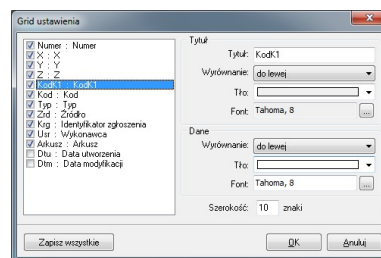 Grid ustawienia
Numer : Numer
X : X
Y : Y
Z : Z
KodK1 : KodK1
Kod : Kod
Typ : Typ
Zrd : Źródło
Krg : Identyfikator zgłoszenia
Usr : Wykonawca
Arkusz : Arkusz
Dtu : Data utworzenia
Dtm : Data modyfikacji
Tytuł
Tytuł: KodK1
Wyrównanie: do lewej
Tło:
Font: Tahoma, 8 ...
Dane
Wyrównanie: do lewej
Tło:
Font: Tahoma, 8 ...
Szerokość: 10 znaki
Zapisz wszystkie
OK
Anuluj